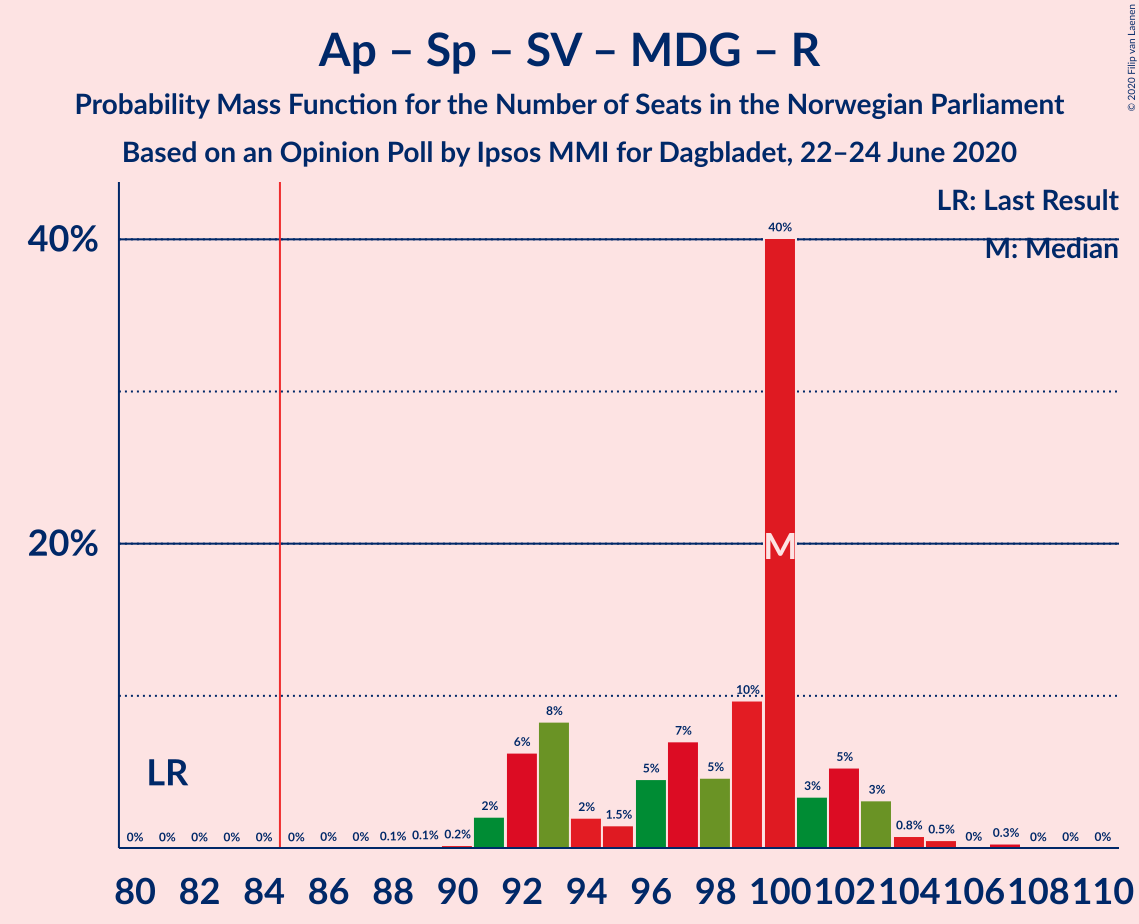 Ap – Sp – SV – MDG – R
Probability Mass Function for the Number of Seats in the Norwegian Parliament
Based on an Opinion Poll by Ipsos MMI for Dagbladet, 22–24 June 2020
© 2020 Filip van Laenen
LR: Last Result
M: Median
40%
20%
LR
M
0% 0% 0% 0% 0% 0% 0% 0% 0.1% 0.1% 0.2% 2% 6% 8% 2% 1.5% 5% 7% 5% 10% 40% 3% 5% 3% 0.8% 0.5% 0% 0.3% 0% 0% 0%
80 82 84 86 88 90 92 94 96 98 100 102 104 106 108 110